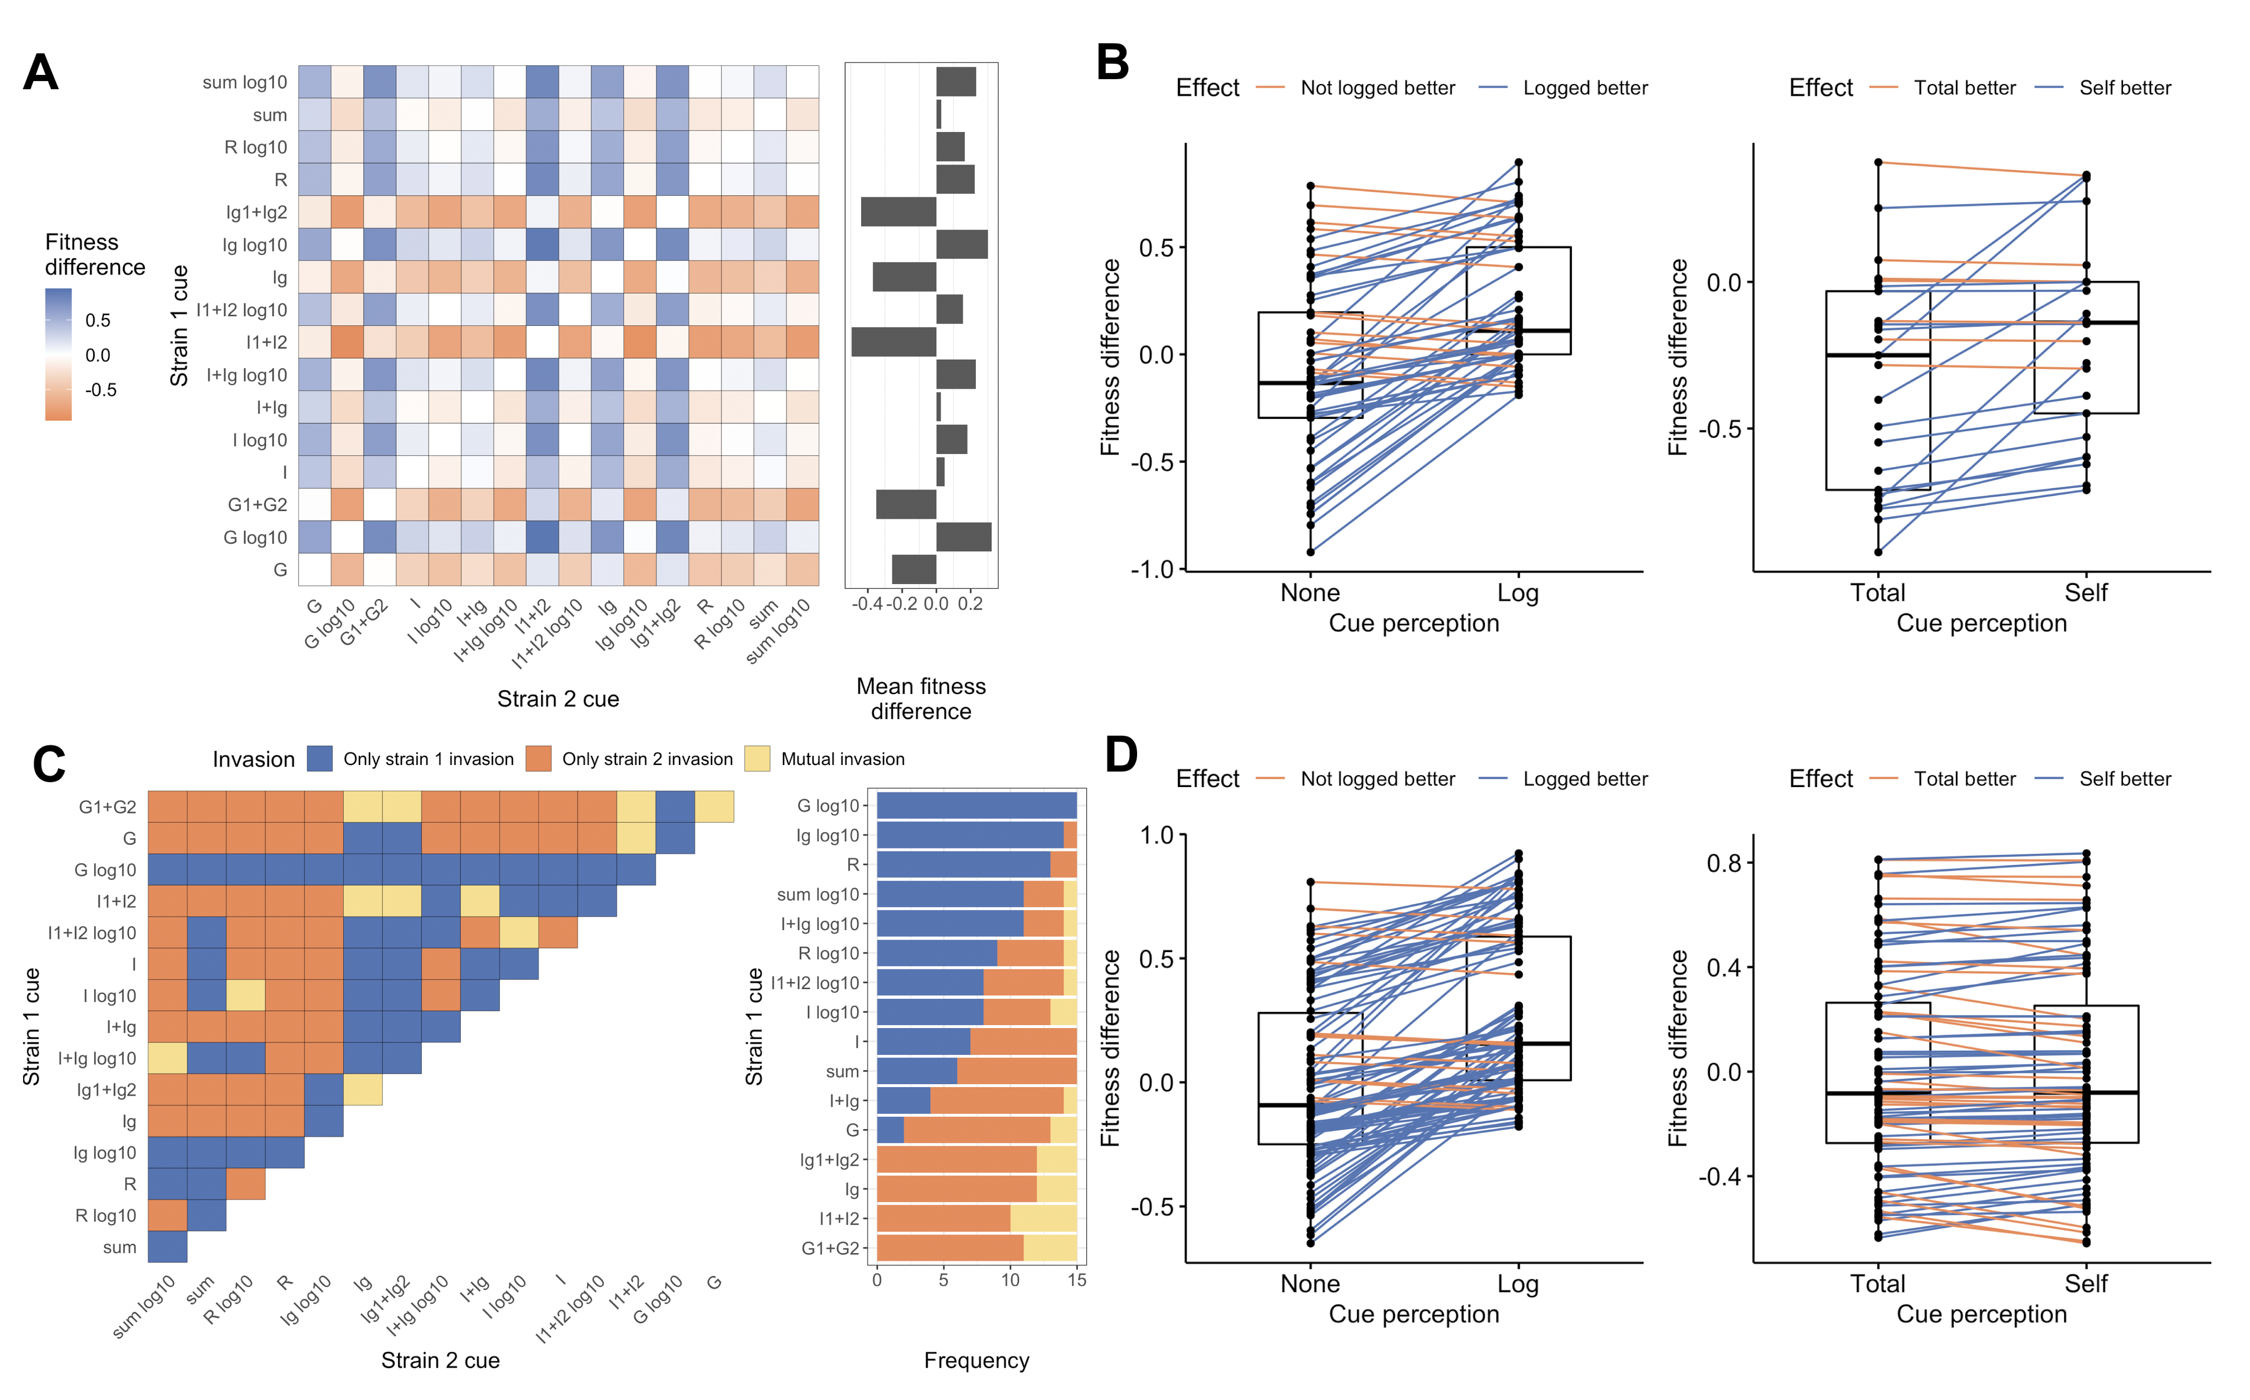 A
sum log10
sum
R log10
R
Ig1+Ig2
Ig log10
Ig
I1+I2 log10
I1+I2
I+Ig log10
I+Ig
I log10
I
G1+G2
G log10
G
Strain 1 cue
Fitness
difference
0.5
0.0
-0.5
G
G log10
G1+G2
I
I log10
I+Ig
I+Ig log10
I1+I2
I1+I2 log10
Ig
Ig log10
Ig1+Ig2
R
R log10
sum
sum log10
Strain 2 cue
-0.4 -0.2 0.0 0.2
Mean fitness
difference
B
Effect Not logged better Logged better
Fitness difference
0.5
0.0
-0.5
-1.0
None Log
Cue perception
Effect Total better Self better
Fitness difference
0.0
-0.5
Total Self
Cue perception
C
Invasion Only strain 1 invasion Only strain 2 invasion Mutual invasion
Strain 1 cue
G1+G2
G
G log10
I1+I2
I1+I2 log10
I
I log10
I+Ig
I+Ig log10
Ig1+Ig2
Ig
Ig log10
R
R log10
sum
sum log10
sum
R log10
R
Ig log10
Ig
Ig1+Ig2
I+Ig log10
I+Ig
I log10
I
I1+I2 log10
I1+I2
G log10
G
Strain 2 cue
Strain 1 cue
G log10
Ig log10
R
sum log10
I+Ig log10
R log10
I1+I2 log10
I log10
I
sum
I+Ig
G
Ig1+Ig2
Ig
I1+I2
G1+G2
0 5 10 15
Frequency
D
Effect Not logged better Logged better
Fitness difference
1.0
0.5
0.0
-0.5
None Log
Cue perception
Effect Total better Self better
Fitness difference
0.8
0.4
0.0
-0.4
Total Self
Cue perception